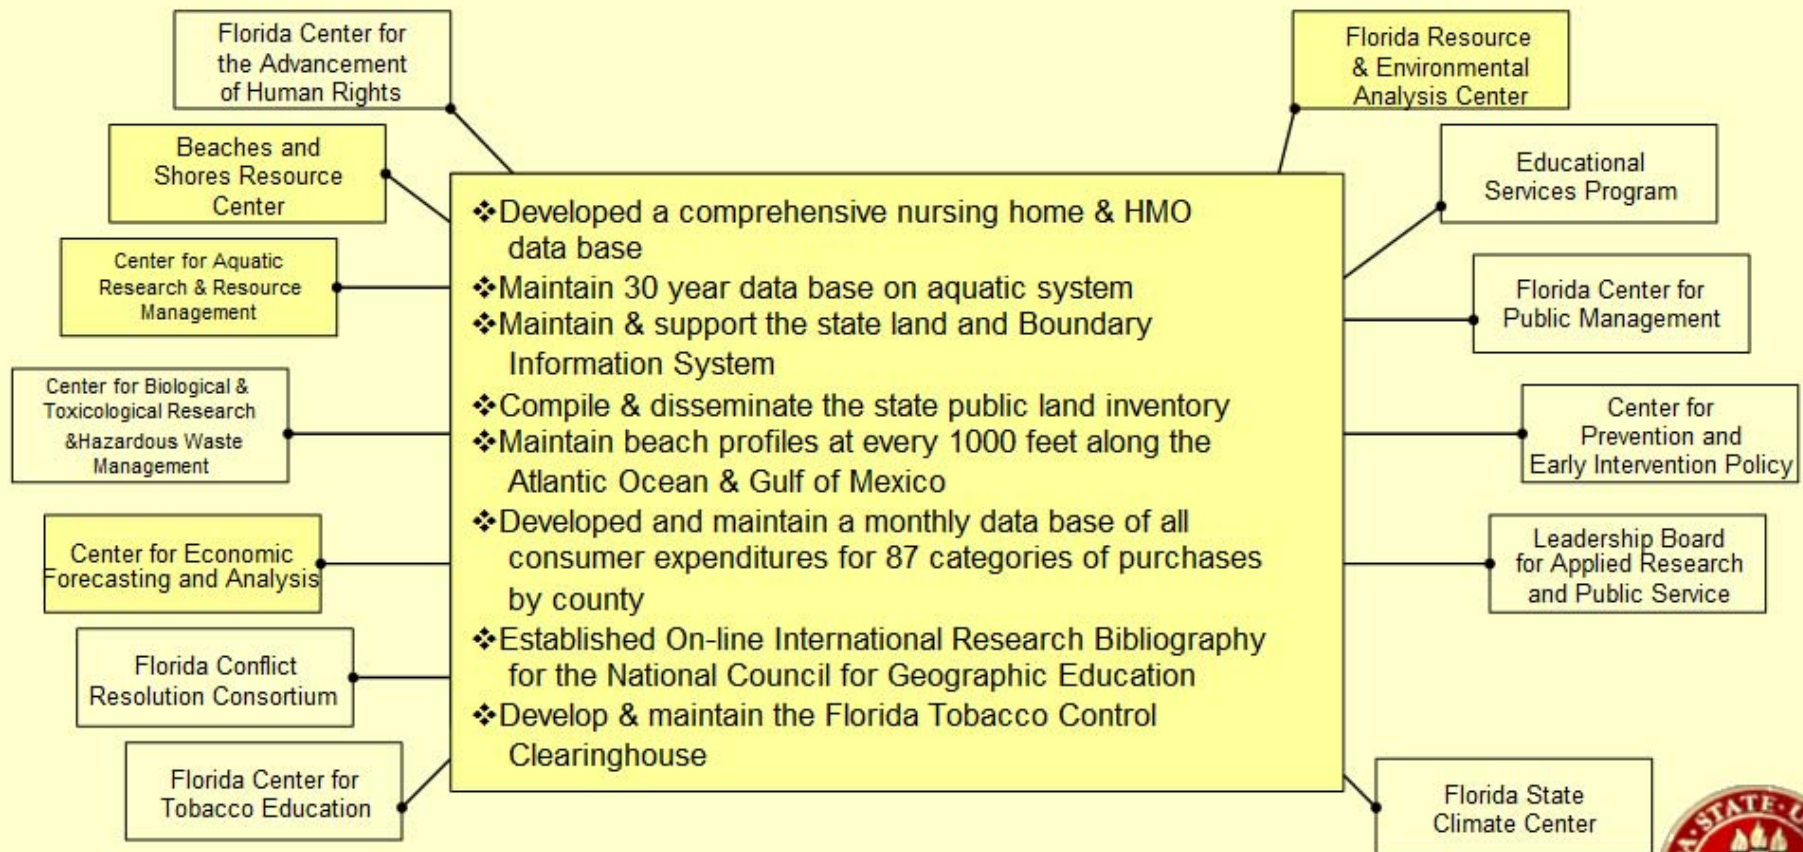 Florida Center for
the Advancement
of Human Rights
Beaches and
Shores Resource
Center
Center for Aquatic
Research & Resource
Management
Center for Biological &
Toxicological Research
&Hazardous Waste
Management
Center for Economic
Forecasting and Analysis
Florida Conflict
Resolution Consortium
Florida Center for
Tobacco Education
❖Developed a comprehensive nursing home & HMO
data base
❖Maintain 30 year data base on aquatic system
❖Maintain & support the state land and Boundary
Information System
❖Compile & disseminate the state public land inventory
❖Maintain beach profiles at every 1000 feet along the
Atlantic Ocean & Gulf of Mexico
❖Developed and maintain a monthly data base of all
consumer expenditures for 87 categories of purchases
by county
❖Established On-line International Research Bibliography
for the National Council for Geographic Education
❖Develop & maintain the Florida Tobacco Control
Clearinghouse
Florida Resource
& Environmental
Analysis Center
Educational
Services Program
Florida Center for
Public Management
Center for
Prevention and
Early Intervention Policy
Leadership Board
for Applied Research
and Public Service
Florida State
Climate Center
STATE